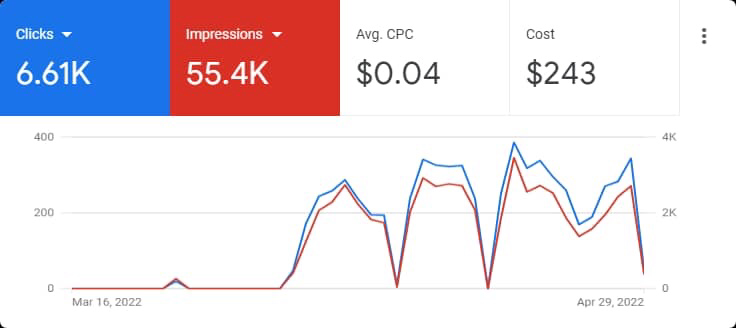 Clicks Impressions Avg. CPC Cost
6.61K 55.4K $0.04 $243
400 4K
200 2K
0 0
Mar 16, 2022 Apr 29, 2022